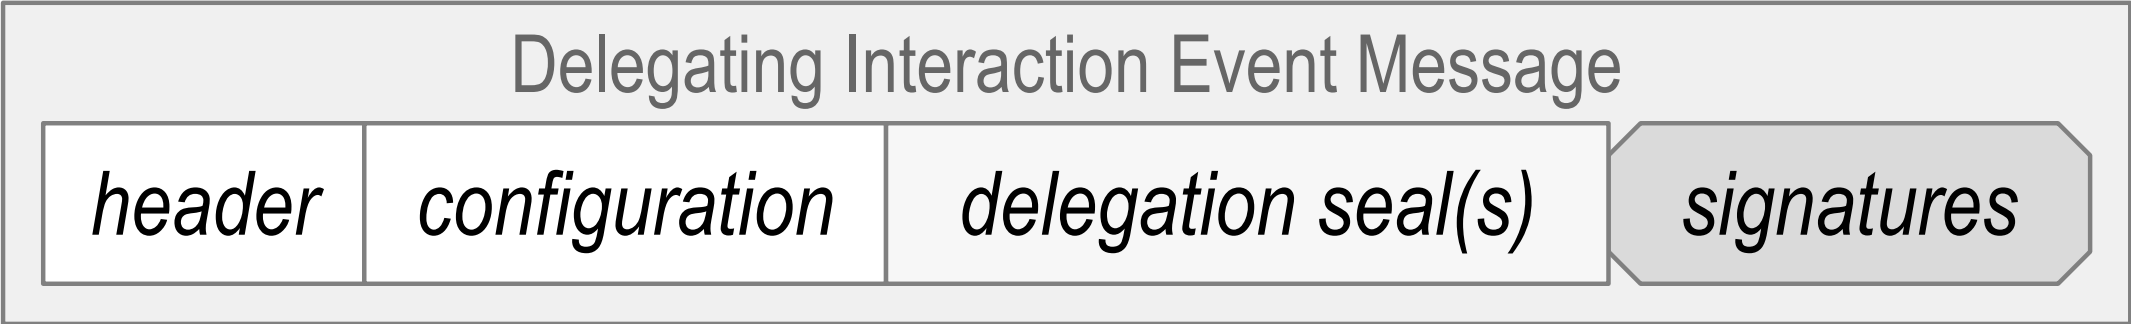 Delegating Interaction Event Message
header configuration delegation seal(s) signatures